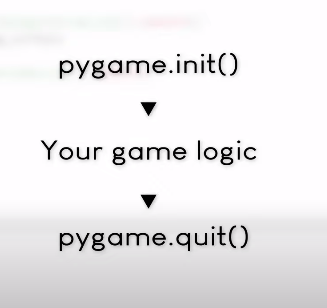 pygame.init()
▼
Your game logic
▼
pygame.quit()